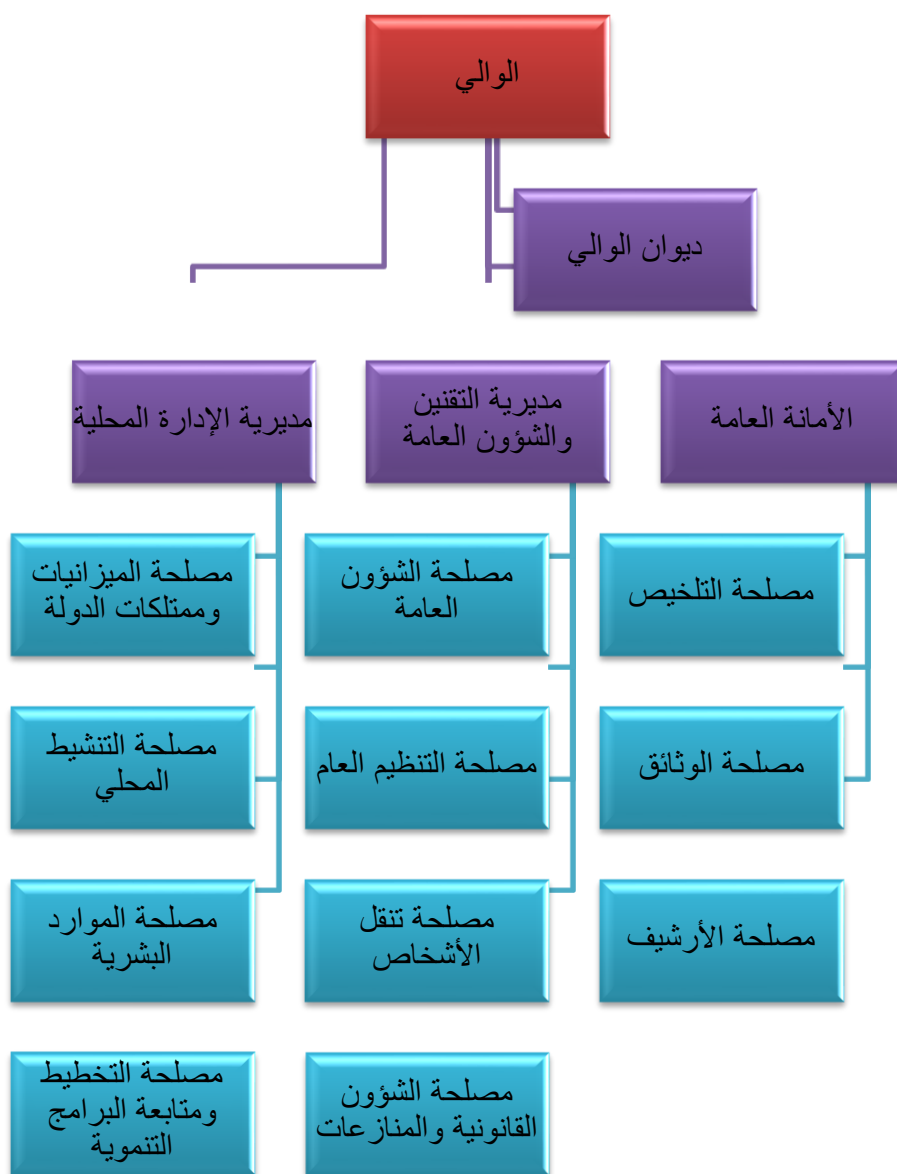 الوالي
ديوان الوالي
الأمانة العامة
مديرية التقنين
والشؤون العامة
مديرية الإدارة المحلية
مصلحة التلخيص
مصلحة الشؤون
العامة
مصلحة الميزانيات
وممتلكات الدولة
مصلحة الوثائق
مصلحة التنظيم العام
مصلحة التنشيط
المحلي
مصلحة الأرشيف
مصلحة تنقل
الأشخاص
مصلحة الموارد
البشرية
مصلحة الشؤون
القانونية والمنازعات
مصلحة التخطيط
ومتابعة البرامج
التنموية